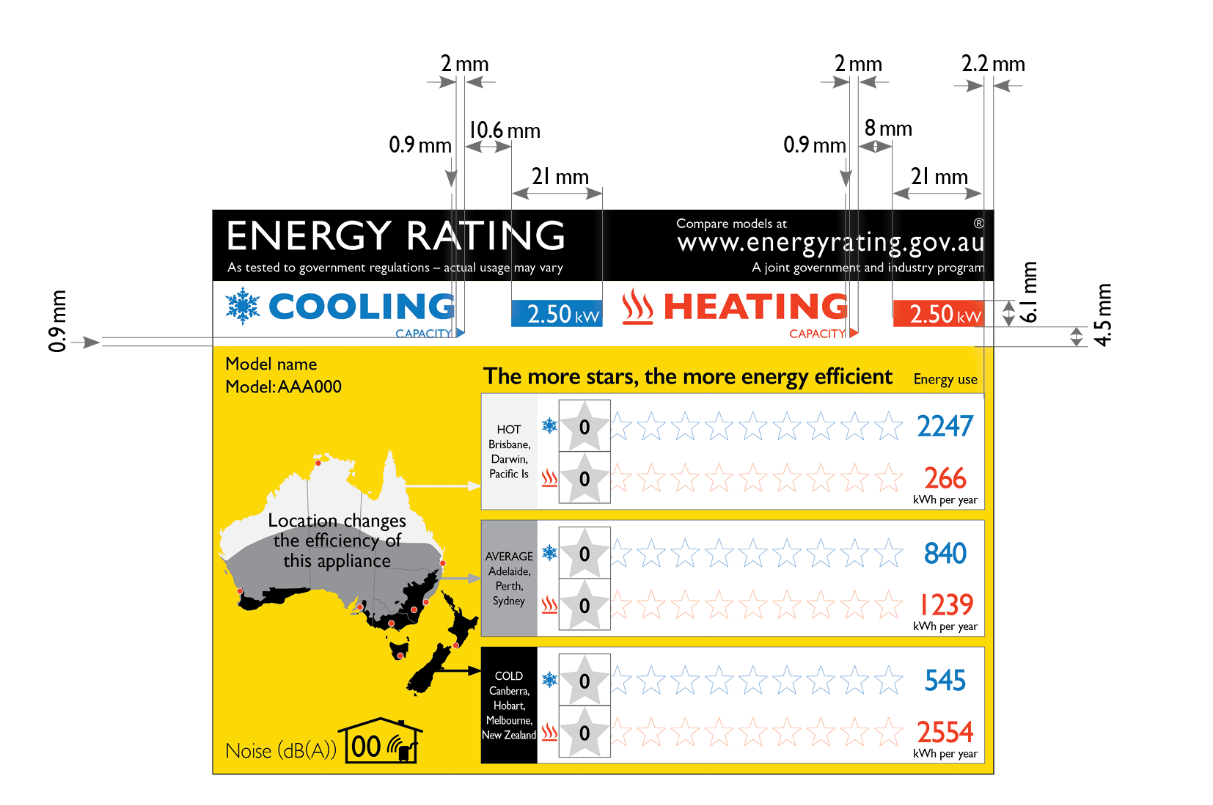 2 mm
2 mm
2.2 mm
10.6 mm
8 mm
0.9 mm
0.9 mm
21 mm
21 mm
ENERGY RATING
As tested to government regulations – actual usage may vary
Compare models at
®
www.energyrating.gov.au
A joint government and industry program
COOLING
CAPACITY
2.50 kW
HEATING
CAPACITY
2.50 kW
6.1 mm
4.5 mm
0.9 mm
Model name
Model: AAA000
The more stars, the more energy efficient
Energy use
HOT
Brisbane,
Darwin,
Pacific Is
0
2247
0
266
kWh per year
Location changes
the efficiency of
this appliance
AVERAGE
Adelaide,
Perth,
Sydney
0
840
0
1239
kWh per year
COLD
Canberra,
Hobart,
Melbourne,
New Zealand
0
545
0
2554
kWh per year
Noise (dB(A))
00